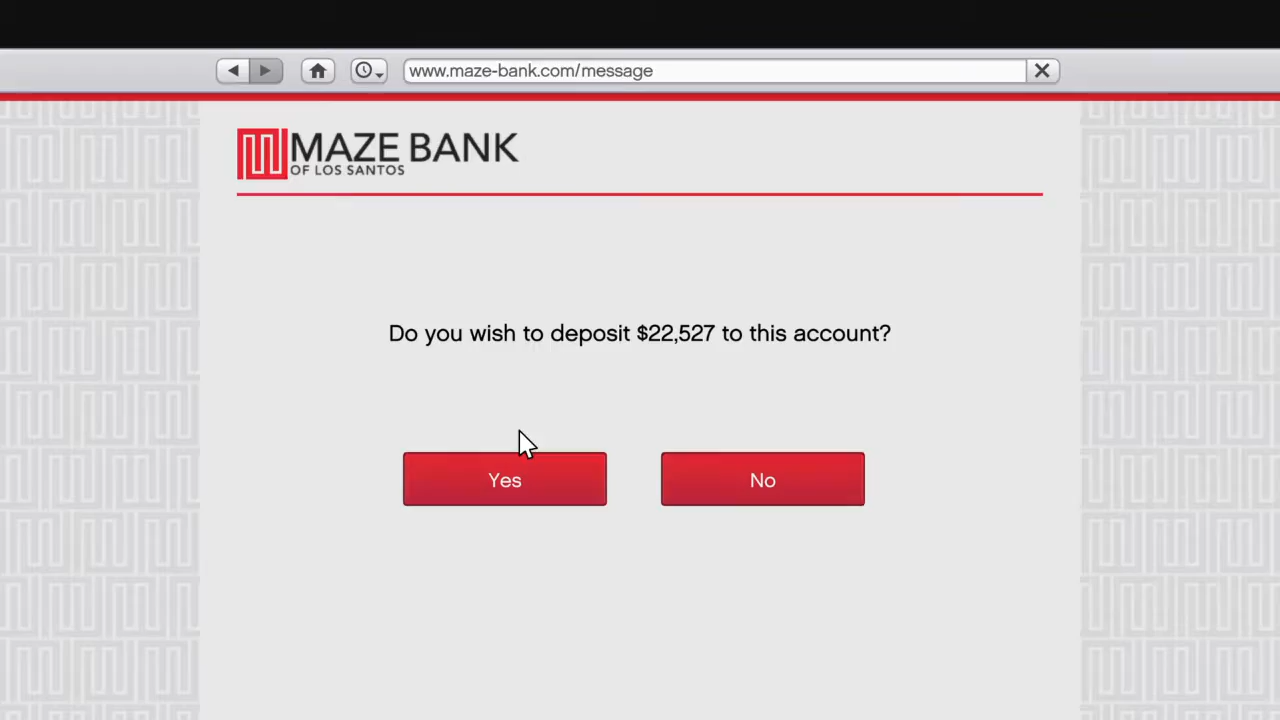 www.maze-bank.com/message
MAZE BANK
OF LOS SANTOS
Do you wish to deposit $22,527 to this account?
Yes
No